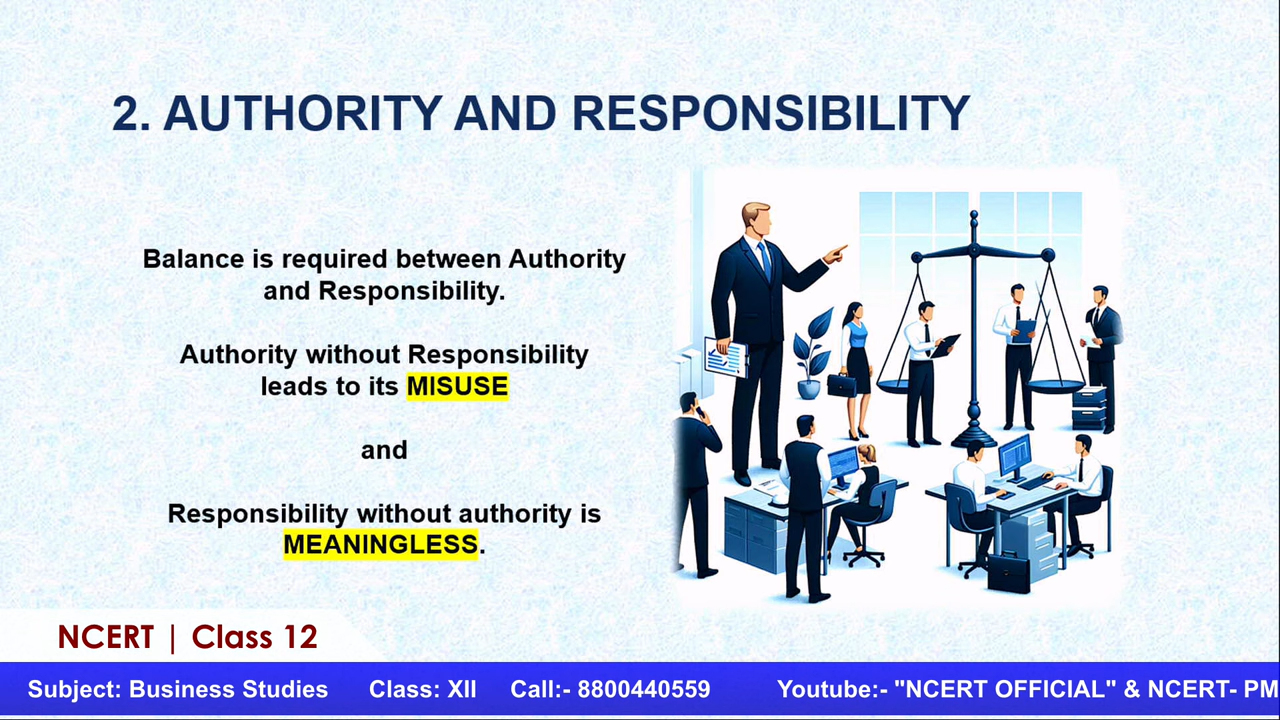 2. AUTHORITY AND RESPONSIBILITY
Balance is required between Authority
and Responsibility.
Authority without Responsibility
leads to its MISUSE
and
Responsibility without authority is
MEANINGLESS.
NCERT | Class 12
Subject: Business Studies Class: XII Call:- 8800440559 Youtube:- "NCERT OFFICIAL" & NCERT- PM